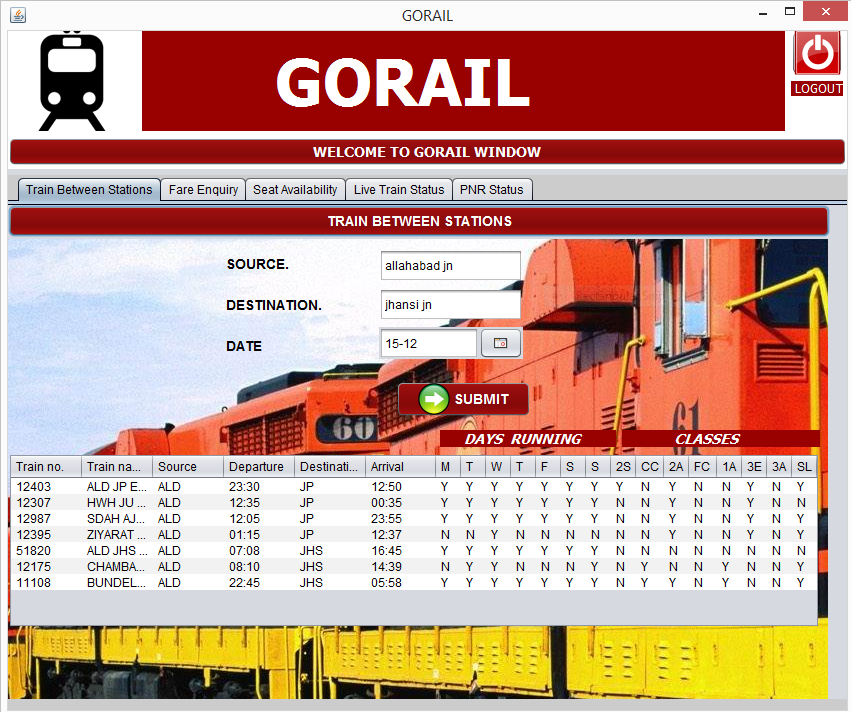 GORAIL
GORAIL
LOGOUT
WELCOME TO GORAIL WINDOW
Train Between Stations Fare Enquiry Seat Availability Live Train Status PNR Status
TRAIN BETWEEN STATIONS
SOURCE. allahabad jn
DESTINATION. jhansi jn
DATE 15-12
SUBMIT
60
61
DAYS RUNNING CLASSES
Train no. Train na... Source Departure Destinati... Arrival M T W T F S S 2S CC 2A FC 1A 3E 3A SL
12403 ALD JP E... ALD 23:30 JP 12:50 Y Y Y Y Y Y Y Y N Y N N Y N Y
12307 HWH JU ... ALD 12:35 JP 00:35 Y Y Y Y Y Y Y N N Y N N Y N N
12987 SDAH AJ... ALD 12:05 JP 23:55 Y Y Y Y Y Y Y N N Y N N Y N Y
12395 ZIYARAT ... ALD 01:15 JP 12:37 N N Y N N N N N N Y N N Y N Y
51820 ALD JHS ... ALD 07:08 JHS 16:45 Y Y Y Y Y Y Y N N N N N N N N
12175 CHAMBA... ALD 08:10 JHS 14:39 N Y Y N N N Y N Y N N Y N N Y
11108 BUNDEL... ALD 22:45 JHS 05:58 Y Y Y Y Y Y Y N Y Y N Y N N Y